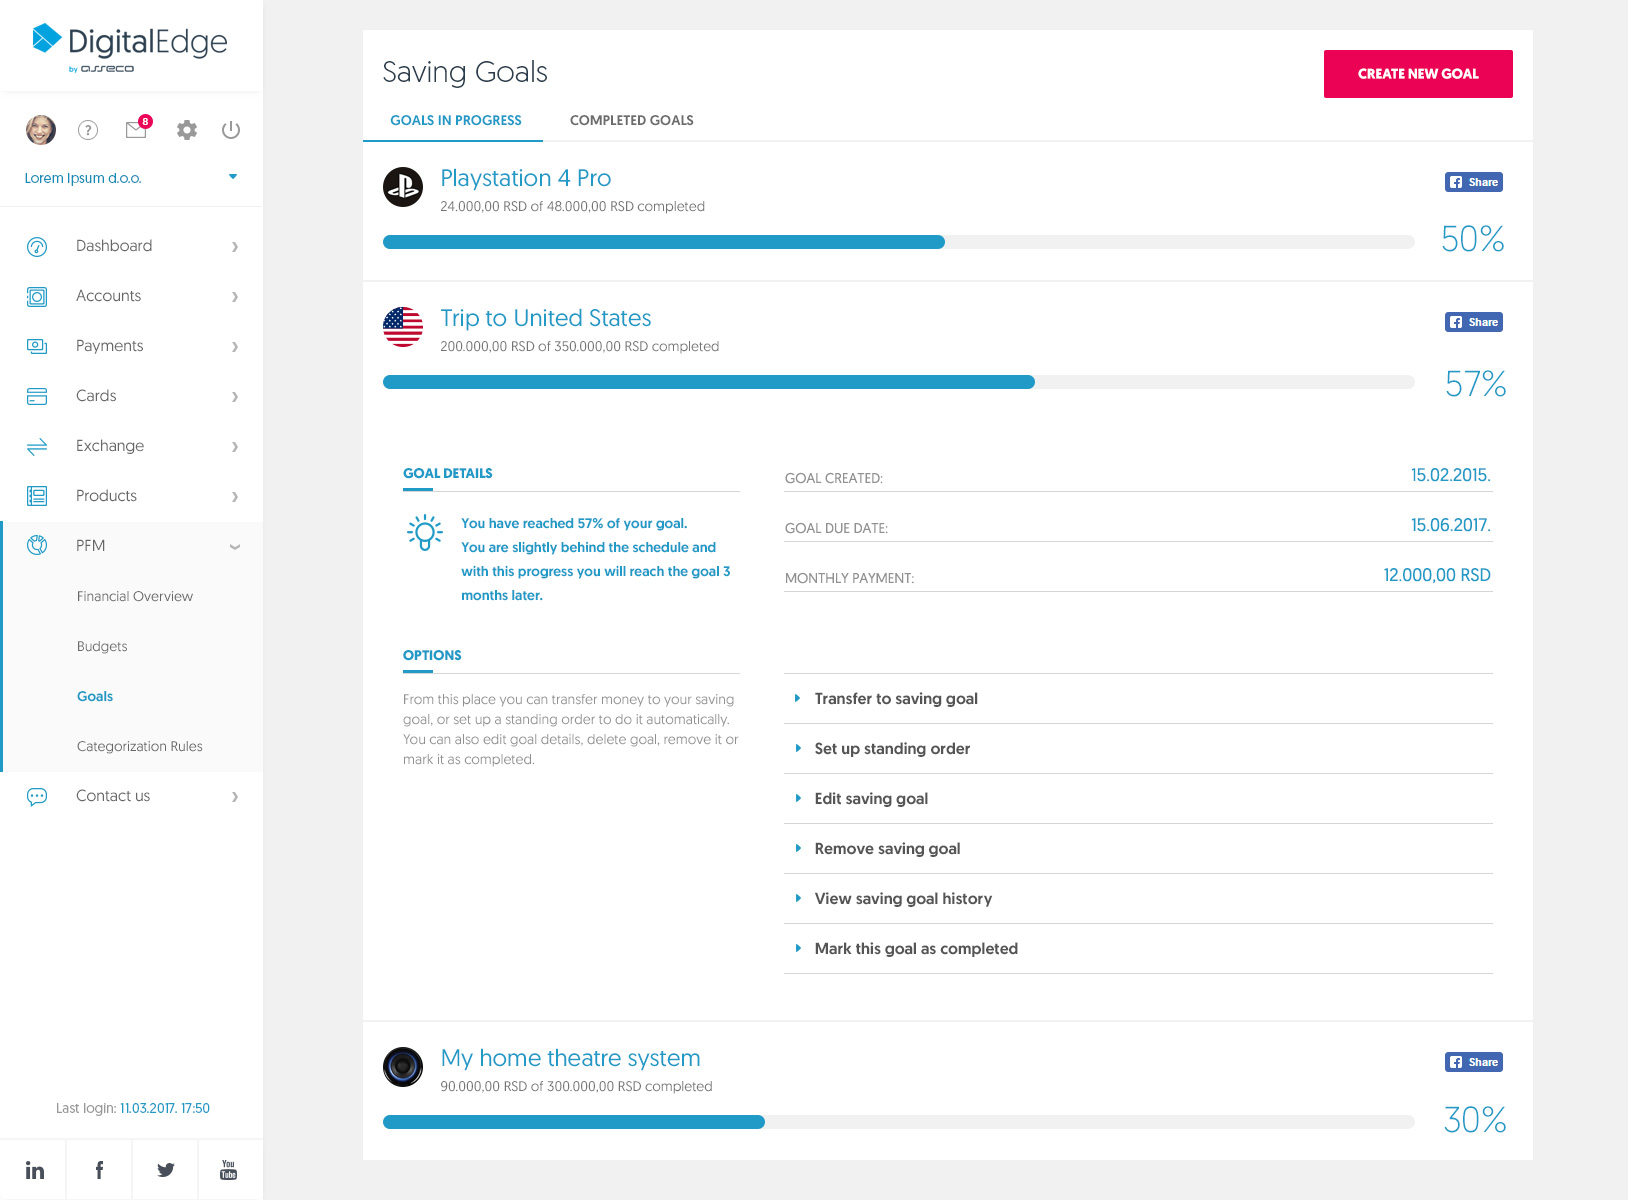 DigitalEdge
by asseco
?
8
Lorem Ipsum d.o.o.
Dashboard
Accounts
Payments
Cards
Exchange
Products
PFM
Financial Overview
Budgets
Goals
Categorization Rules
Contact us
Last login: 11.03.2017. 17:50
in
f
You
Tube
Saving Goals
CREATE NEW GOAL
GOALS IN PROGRESS
COMPLETED GOALS
Playstation 4 Pro
24.000,00 RSD of 48.000,00 RSD completed
Share
50%
Trip to United States
200.000,00 RSD of 350.000,00 RSD completed
Share
57%
GOAL DETAILS
You have reached 57% of your goal.
You are slightly behind the schedule and
with this progress you will reach the goal 3
months later.
GOAL CREATED:
15.02.2015.
GOAL DUE DATE:
15.06.2017.
MONTHLY PAYMENT:
12.000,00 RSD
OPTIONS
From this place you can transfer money to your saving
goal, or set up a standing order to do it automatically.
You can also edit goal details, delete goal, remove it or
mark it as completed.
Transfer to saving goal
Set up standing order
Edit saving goal
Remove saving goal
View saving goal history
Mark this goal as completed
My home theatre system
90.000,00 RSD of 300.000,00 RSD completed
Share
30%